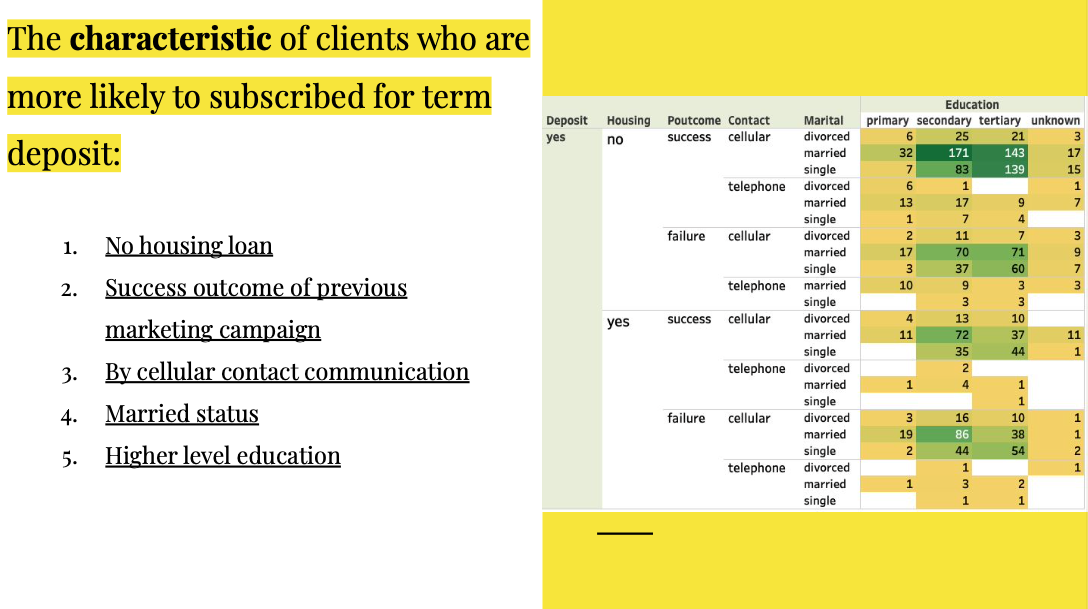 The characteristic of clients who are
more likely to subscribed for term
deposit:
1. No housing loan
2. Success outcome of previous
marketing campaign
3. By cellular contact communication
4. Married status
5. Higher level education
Education
Deposit Housing Poutcome Contact Marital primary secondary tertiary unknown
yes no success cellular divorced 6 25 21 3
married 32 171 143 17
single 7 83 139 15
telephone divorced 6 1 1
married 13 17 9 7
single 1 7 4
failure cellular divorced 2 11 7 3
married 17 70 71 9
single 3 37 60 7
telephone married 10 9 3 3
single 3 3
yes success cellular divorced 4 13 10
married 11 72 37 11
single 35 44 1
telephone divorced 2
married 1 4 1
single 1
failure cellular divorced 3 16 10 1
married 19 86 38 1
single 2 44 54 2
telephone divorced 1 1
married 1 3 2
single 1 1